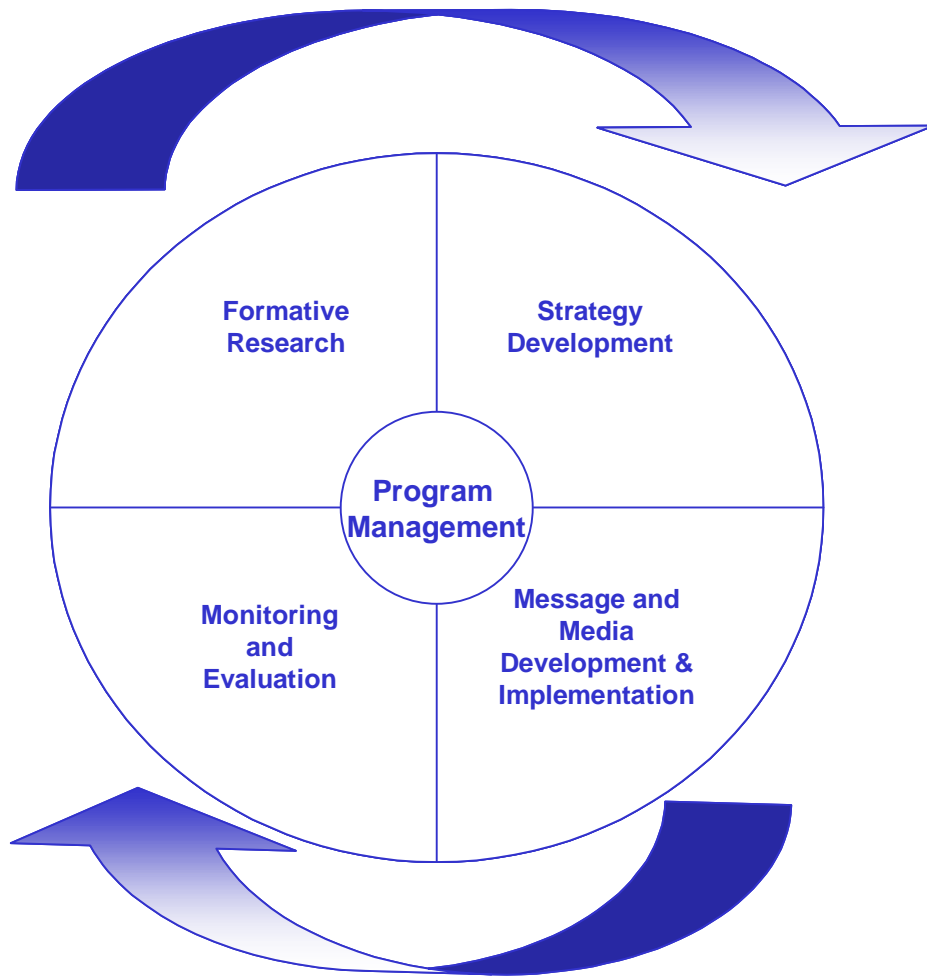 Formative
Research
Strategy
Development
Program
Management
Monitoring
and
Evaluation
Message and
Media
Development &
Implementation